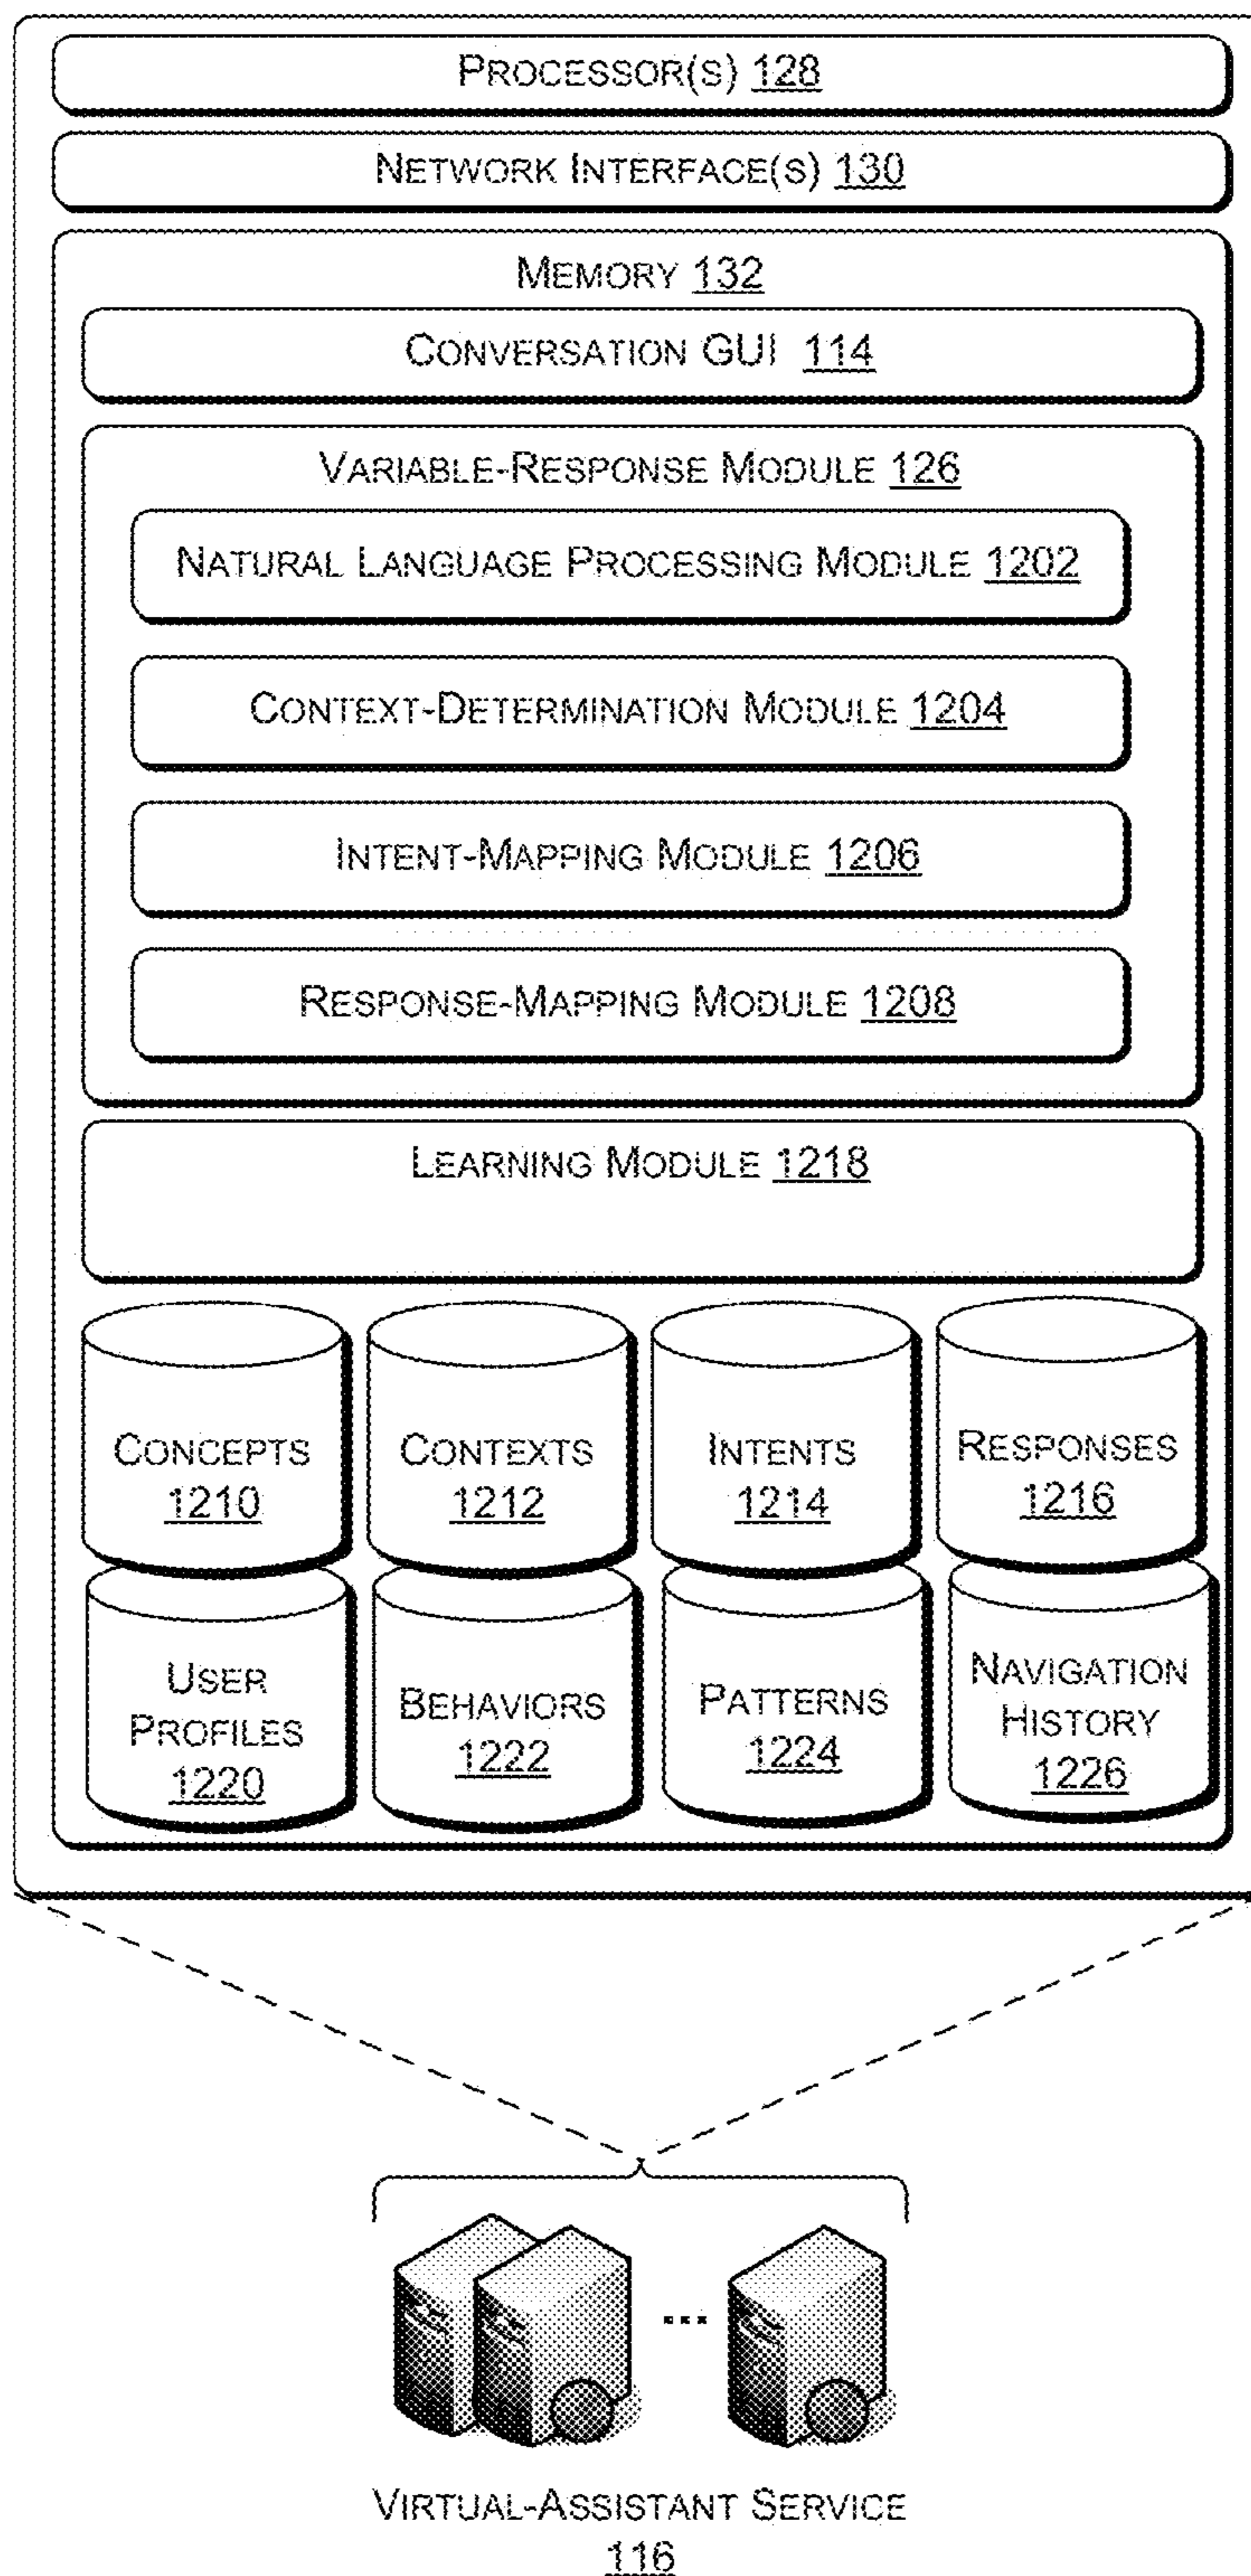 PROCESSOR(S) 128
NETWORK INTERFACE(S) 130
MEMORY 132
CONVERSATION GUI 114
VARIABLE-RESPONSE MODULE 126
NATURAL LANGUAGE PROCESSING MODULE 1202
CONTEXT-DETERMINATION MODULE 1204
INTENT-MAPPING MODULE 1206
RESPONSE-MAPPING MODULE 1208
LEARNING MODULE 1218
CONCEPTS
1210
CONTEXTS
1212
INTENTS
1214
RESPONSES
1216
USER
PROFILES
1220
BEHAVIORS
1222
PATTERNS
1224
NAVIGATION
HISTORY
1226
VIRTUAL-ASSISTANT SERVICE
116